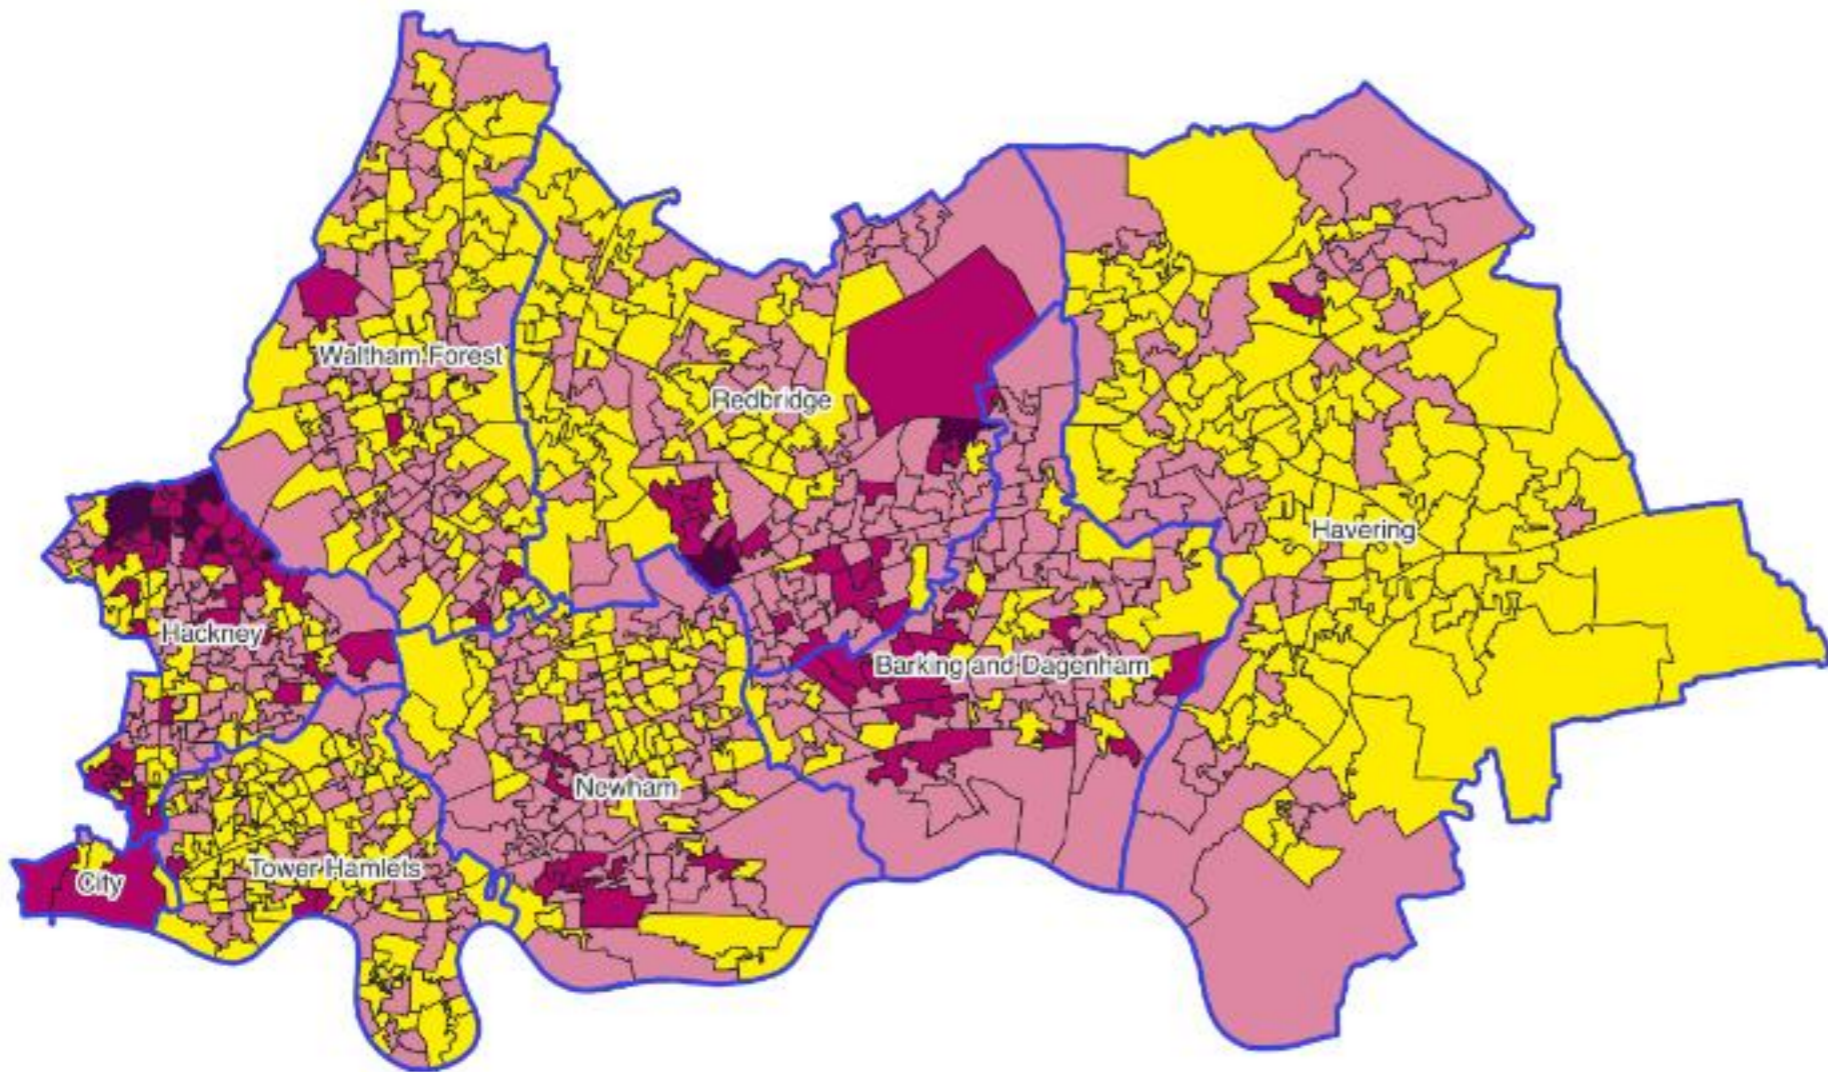 Waltham Forest
Redbridge
Havering
Hackney
Barking and Dagenham
Newham
Tower Hamlets
City